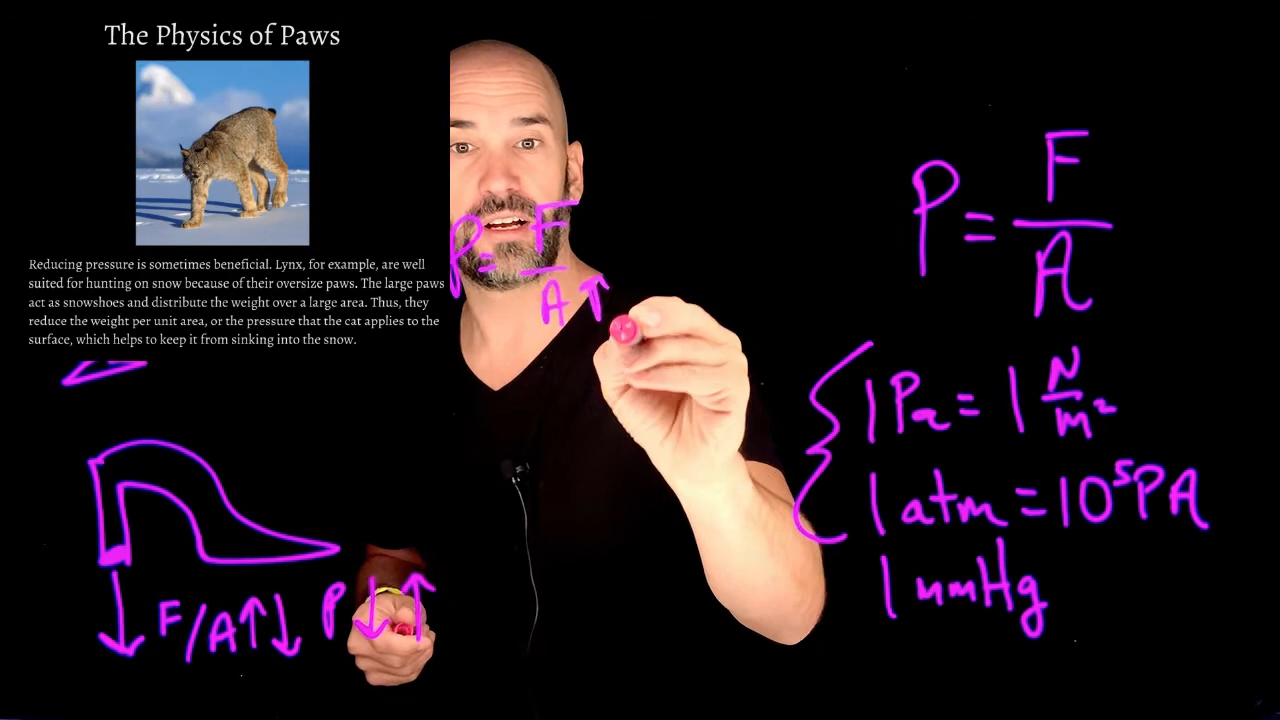 The Physics of Paws
Reducing pressure is sometimes beneficial. Lynx, for example, are well
suited for hunting on snow because of their oversize paws. The large paws
act as snowshoes and distribute the weight over a large area. Thus, they
reduce the weight per unit area, or the pressure that the cat applies to the
surface, which helps to keep it from sinking into the snow.
P = F/A↑
↓ F/A↑↓ P↓↑
P = F/A
1 Pa = 1 N/m²
1 atm = 10⁵ PA
1 mmHg